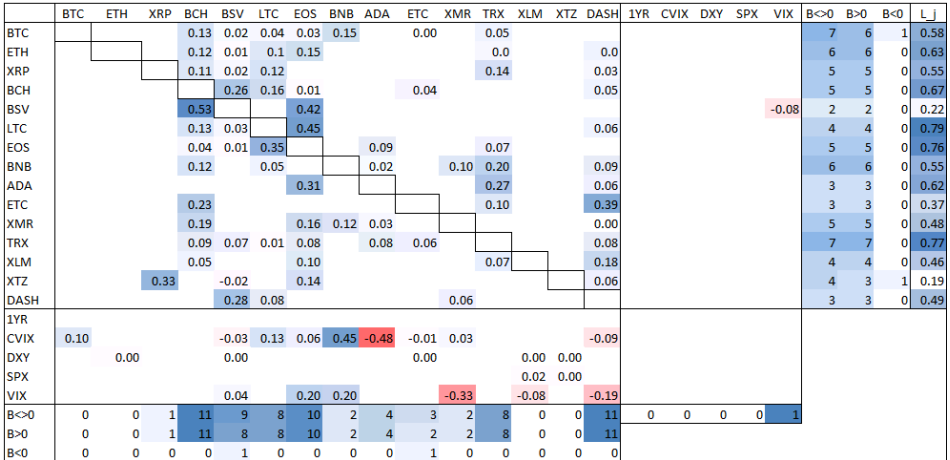 BTC ETH XRP BCH BSV LTC EOS BNB ADA ETC XMR TRX XLM XTZ DASH 1YR CVIX DXY SPX VIX B<>0 B>0 B<0 L_j
BTC 0.13 0.02 0.04 0.03 0.15 0.00 0.05 7 6 1 0.58
ETH 0.12 0.01 0.1 0.15 0.0 0.0 6 6 0 0.63
XRP 0.11 0.02 0.12 0.14 0.03 5 5 0 0.55
BCH 0.26 0.16 0.01 0.04 0.05 5 5 0 0.67
BSV 0.53 0.42 -0.08 2 2 0 0.22
LTC 0.13 0.03 0.45 0.06 4 4 0 0.79
EOS 0.04 0.01 0.35 0.09 0.07 5 5 0 0.76
BNB 0.12 0.05 0.02 0.10 0.20 0.09 6 6 0 0.55
ADA 0.31 0.27 0.06 3 3 0 0.62
ETC 0.23 0.10 0.39 3 3 0 0.37
XMR 0.19 0.16 0.12 0.03 0.00 5 5 0 0.48
TRX 0.09 0.07 0.01 0.08 0.08 0.06 0.08 7 7 0 0.77
XLM 0.05 0.10 0.07 0.18 4 4 0 0.46
XTZ 0.33 -0.02 0.14 0.06 4 3 1 0.19
DASH 0.28 0.08 0.06 3 3 0 0.49
1YR
CVIX 0.10 -0.03 0.13 0.06 0.45 -0.48 -0.01 0.03 -0.09
DXY 0.00 0.00 0.00 0.00 0.00
SPX 0.02 0.00
VIX 0.04 0.20 0.20 -0.33 -0.08 -0.19
B<>0 0 0 1 11 9 8 10 2 4 3 2 8 0 0 11 0 0 0 0 1
B>0 0 0 1 11 8 8 10 2 4 2 2 8 0 0 11
B<0 0 0 0 0 1 0 0 0 0 1 0 0 0 0 0